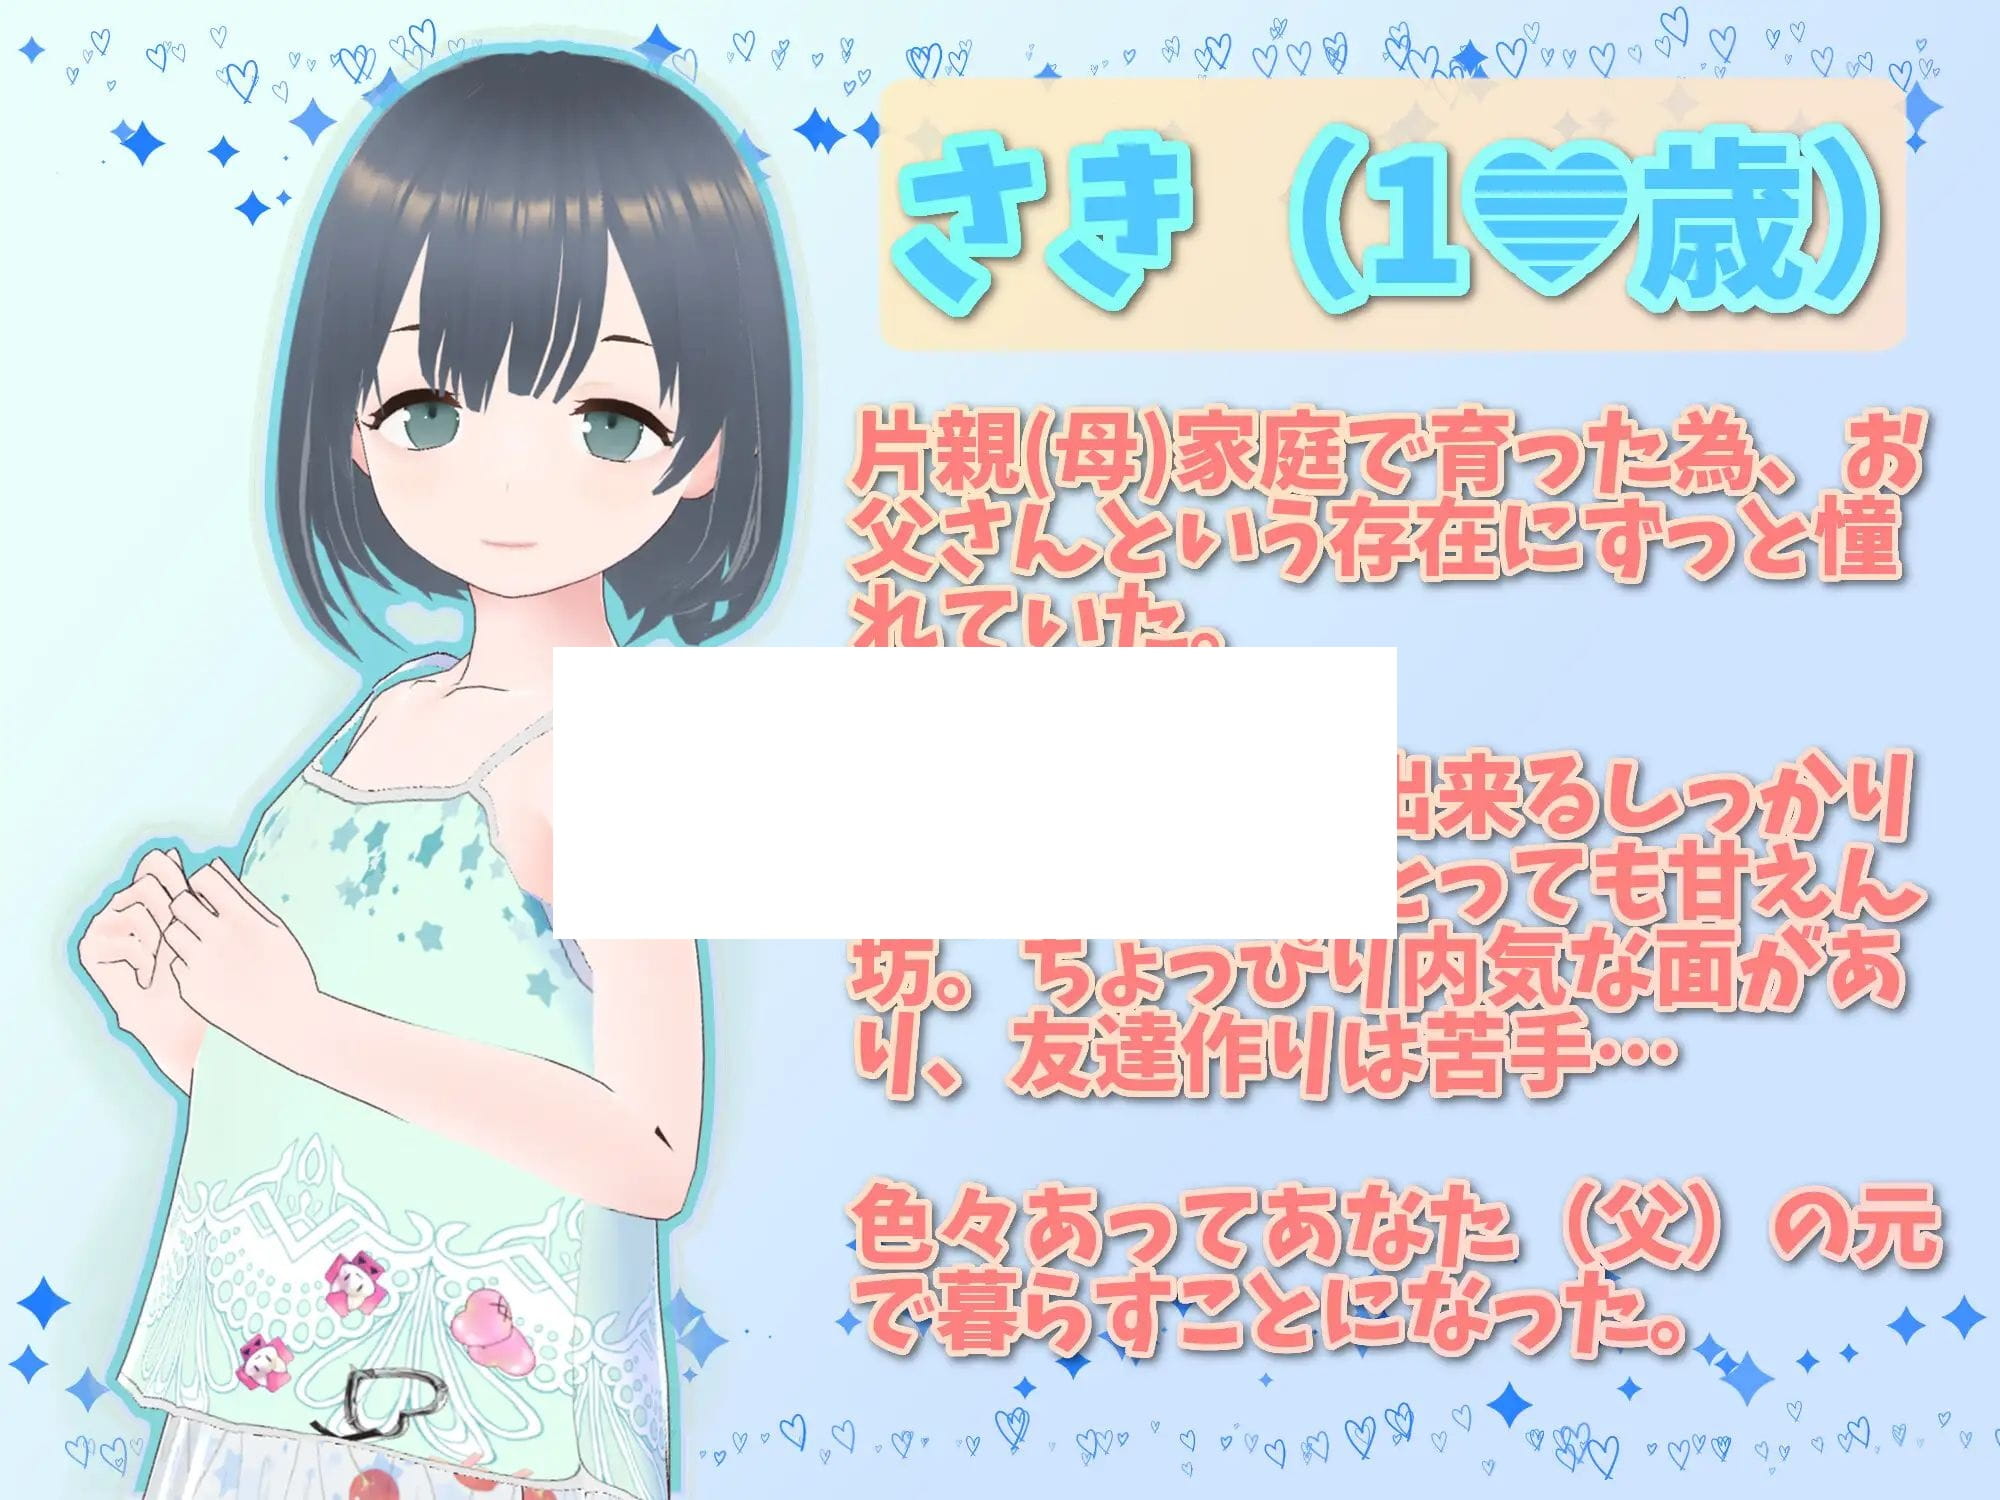 さき（1♥歳）
片親(母)家庭で育った為、お
父さんという存在にずっと憧
れていた。
出来るしっかり
とっても甘えん
坊。ちょっぴり内気な面があ
り、友達作りは苦手…
色々あってあなた（父）の元
で暮らすことになった。